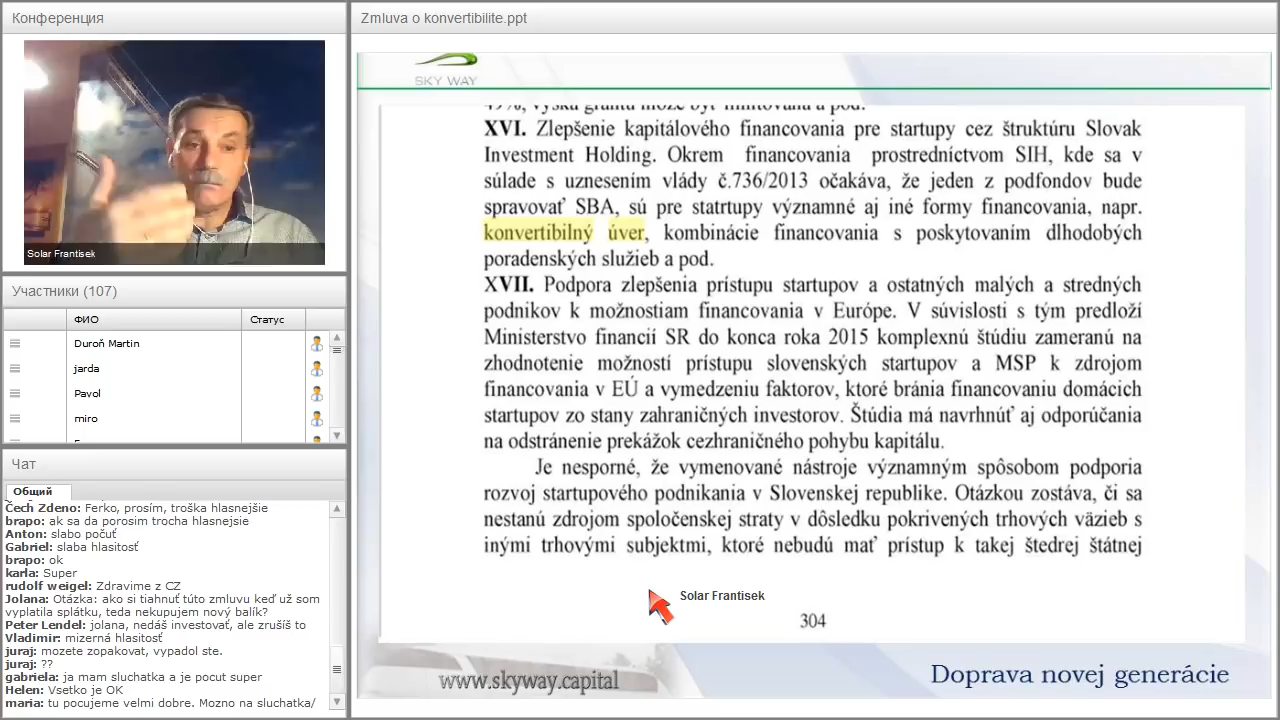 Конференция
Solar Frantisek
Участники (107)
ФИО
Статус
Duroň Martin
jarda
Pavol
miro
Чат
Общий
Čech Zdeno: Ferko, prosím, troška hlasnejšie
brapo: ak sa da porosim trocha hlasnejsie
Anton: slabo počuť
Gabriel: slaba hlasitosť
brapo: ok
karla: Super
rudolf weigel: Zdravime z CZ
Jolana: Otázka: ako si tiahnuť túto zmluvu keď už som
vyplatila splátku, teda nekupujem nový balík?
Peter Lendel: jolana, nedáš investovať, ale zrušíš to
Vladimir: mizerná hlasitosť
juraj: mozete zopakovat, vypadol ste.
juraj: ??
gabriela: ja mam sluchatka a je pocut super
Helen: Vsetko je OK
maria: tu pocujeme velmi dobre. Mozno na sluchatka/
Zmluva o konvertibilite.ppt
SKY WAY
49%, výška grantu môže byť limitovaná a pod.
XVI. Zlepšenie kapitálového financovania pre startupy cez štruktúru Slovak
Investment Holding. Okrem financovania prostredníctvom SIH, kde sa v
súlade s uznesením vlády č.736/2013 očakáva, že jeden z podfondov bude
spravovať SBA, sú pre statrtupy významné aj iné formy financovania, napr.
konvertibilný úver, kombinácie financovania s poskytovaním dlhodobých
poradenských služieb a pod.
XVII. Podpora zlepšenia prístupu startupov a ostatných malých a stredných
podnikov k možnostiam financovania v Európe. V súvislosti s tým predloží
Ministerstvo financií SR do konca roka 2015 komplexnú štúdiu zameranú na
zhodnotenie možností prístupu slovenských startupov a MSP k zdrojom
financovania v EÚ a vymedzeniu faktorov, ktoré bránia financovaniu domácich
startupov zo stany zahraničných investorov. Štúdia má navrhnúť aj odporúčania
na odstránenie prekážok cezhraničného pohybu kapitálu.
Je nesporné, že vymenované nástroje významným spôsobom podporia
rozvoj startupového podnikania v Slovenskej republike. Otázkou zostáva, či sa
nestanú zdrojom spoločenskej straty v dôsledku pokrivených trhových väzieb s
inými trhovými subjektmi, ktoré nebudú mať prístup k takej štedrej štátnej
Solar Frantisek
304
www.skyway.capital
Doprava novej generácie